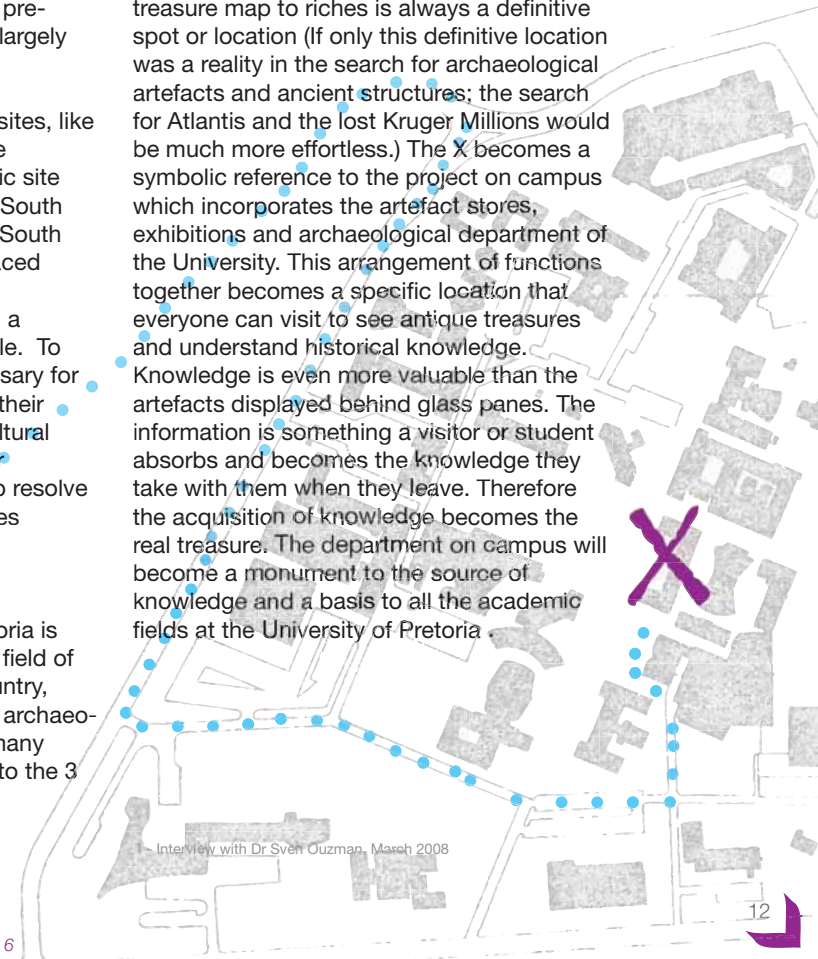 pre-
largely
sites, like
e
ic site
South
South
aced
a
le. To
sary for
their
ltural
r
o resolve
es
oria is
field of
untry,
archaeo-
many
to the 3
treasure map to riches is always a definitive
spot or location (If only this definitive location
was a reality in the search for archaeological
artefacts and ancient structures; the search
for Atlantis and the lost Kruger Millions would
be much more effortless.) The X becomes a
symbolic reference to the project on campus
which incorporates the artefact stores,
exhibitions and archaeological department of
the University. This arrangement of functions
together becomes a specific location that
everyone can visit to see antique treasures
and understand historical knowledge.
Knowledge is even more valuable than the
artefacts displayed behind glass panes. The
information is something a visitor or student
absorbs and becomes the knowledge they
take with them when they leave. Therefore
the acquisition of knowledge becomes the
real treasure. The department on campus will
become a monument to the source of
knowledge and a basis to all the academic
fields at the University of Pretoria .
1 - Interview with Dr Sven Ouzman, March 2008
12
6